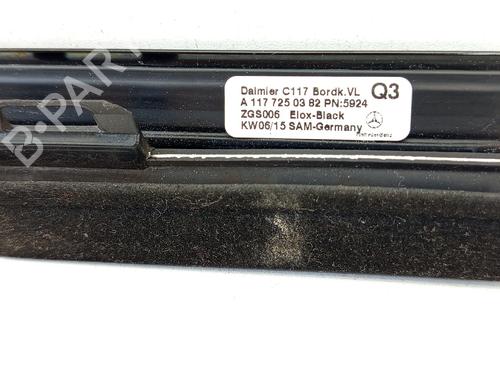 Daimler C117 Bordk.VL Q3
A 117 725 03 82 PN:5924
ZGS006 Elox-Black
KW06/15 SAM-Germany
B-PARTS